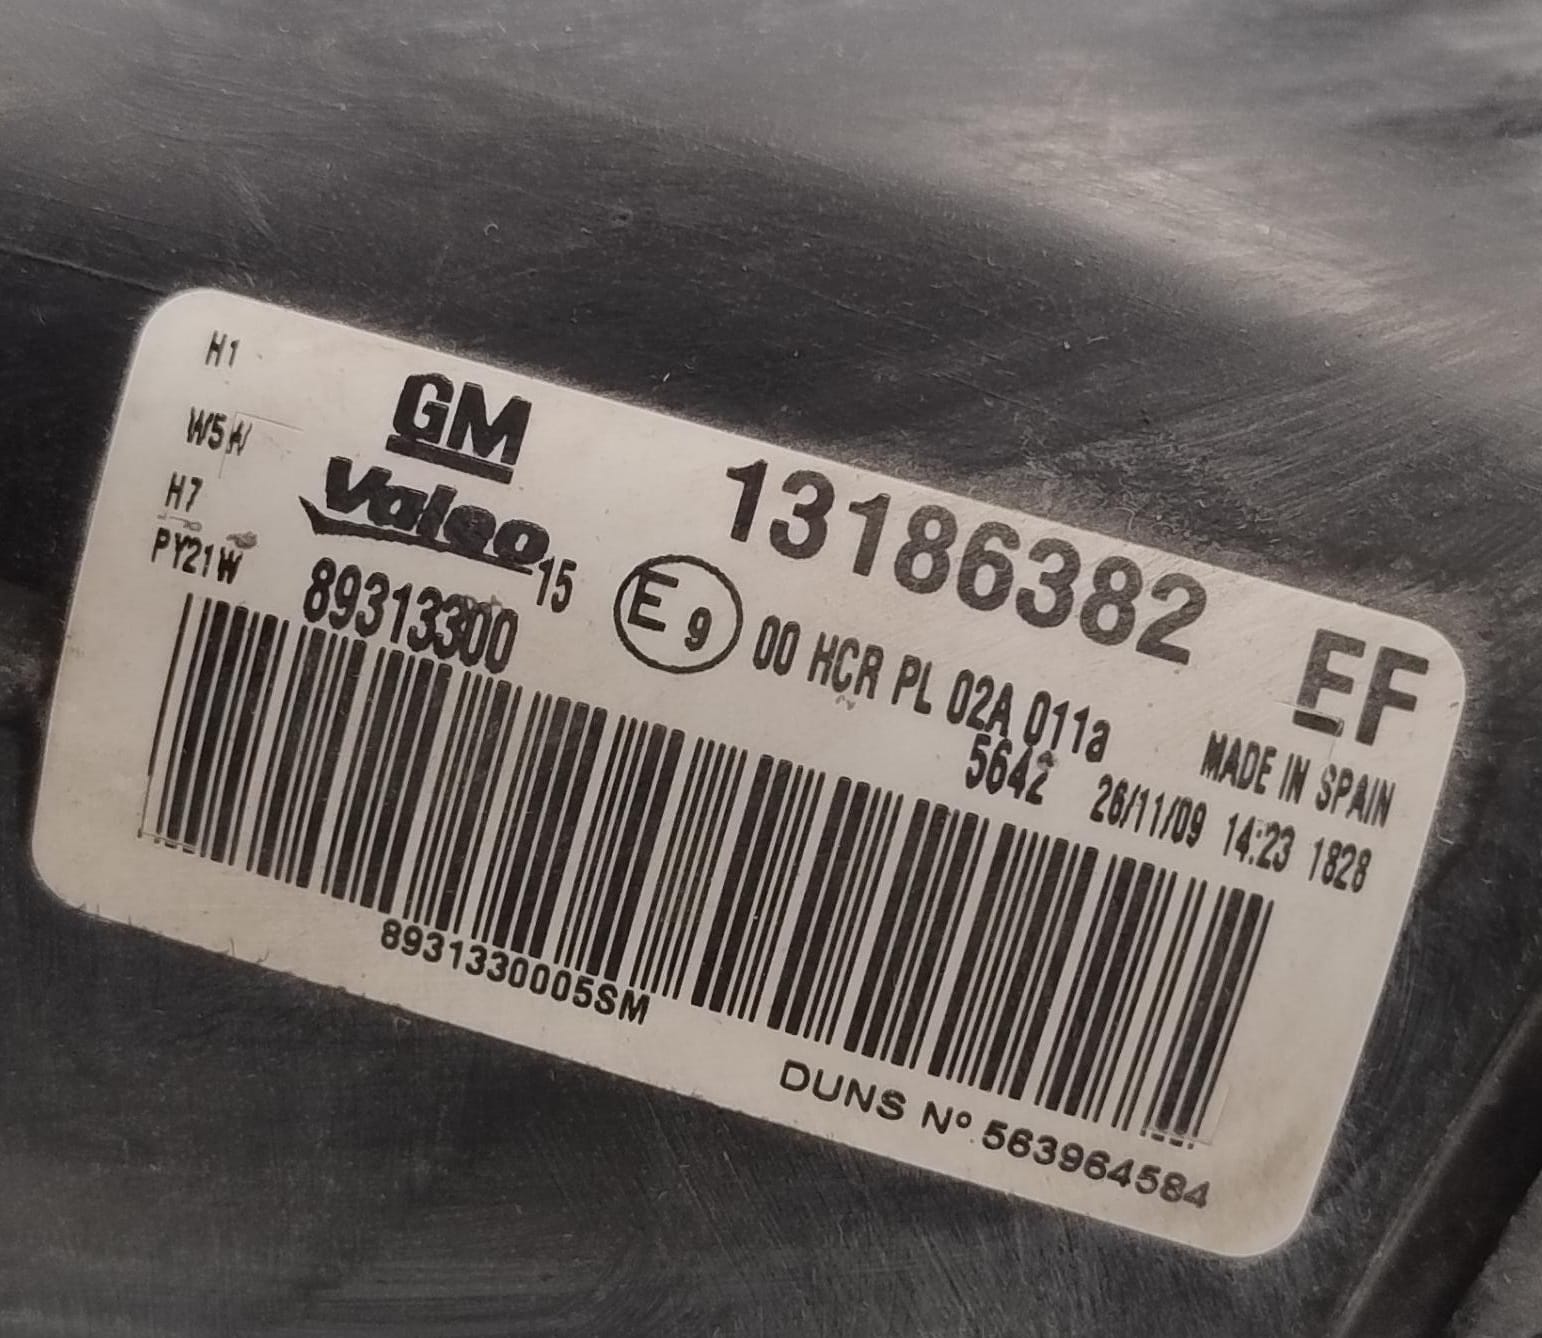 H1
W5W
H7
PY21W
GM
Valeo
15
89313300
13186382
EF
E9
00 HCR PL 02A 011a
5642
MADE IN SPAIN
26/11/09 14:23 1828
8931330005SM
DUNS Nº 563964584